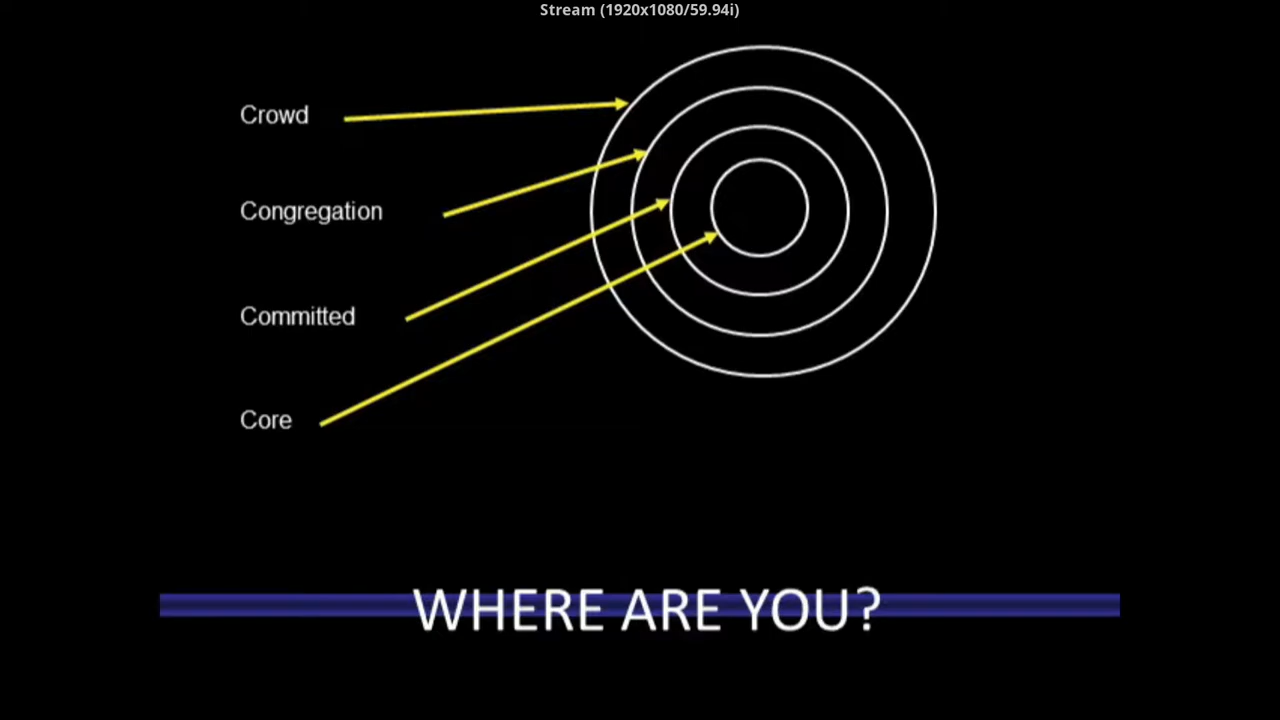 Stream (1920x1080/59.94i)
Crowd
Congregation
Committed
Core
WHERE ARE YOU?